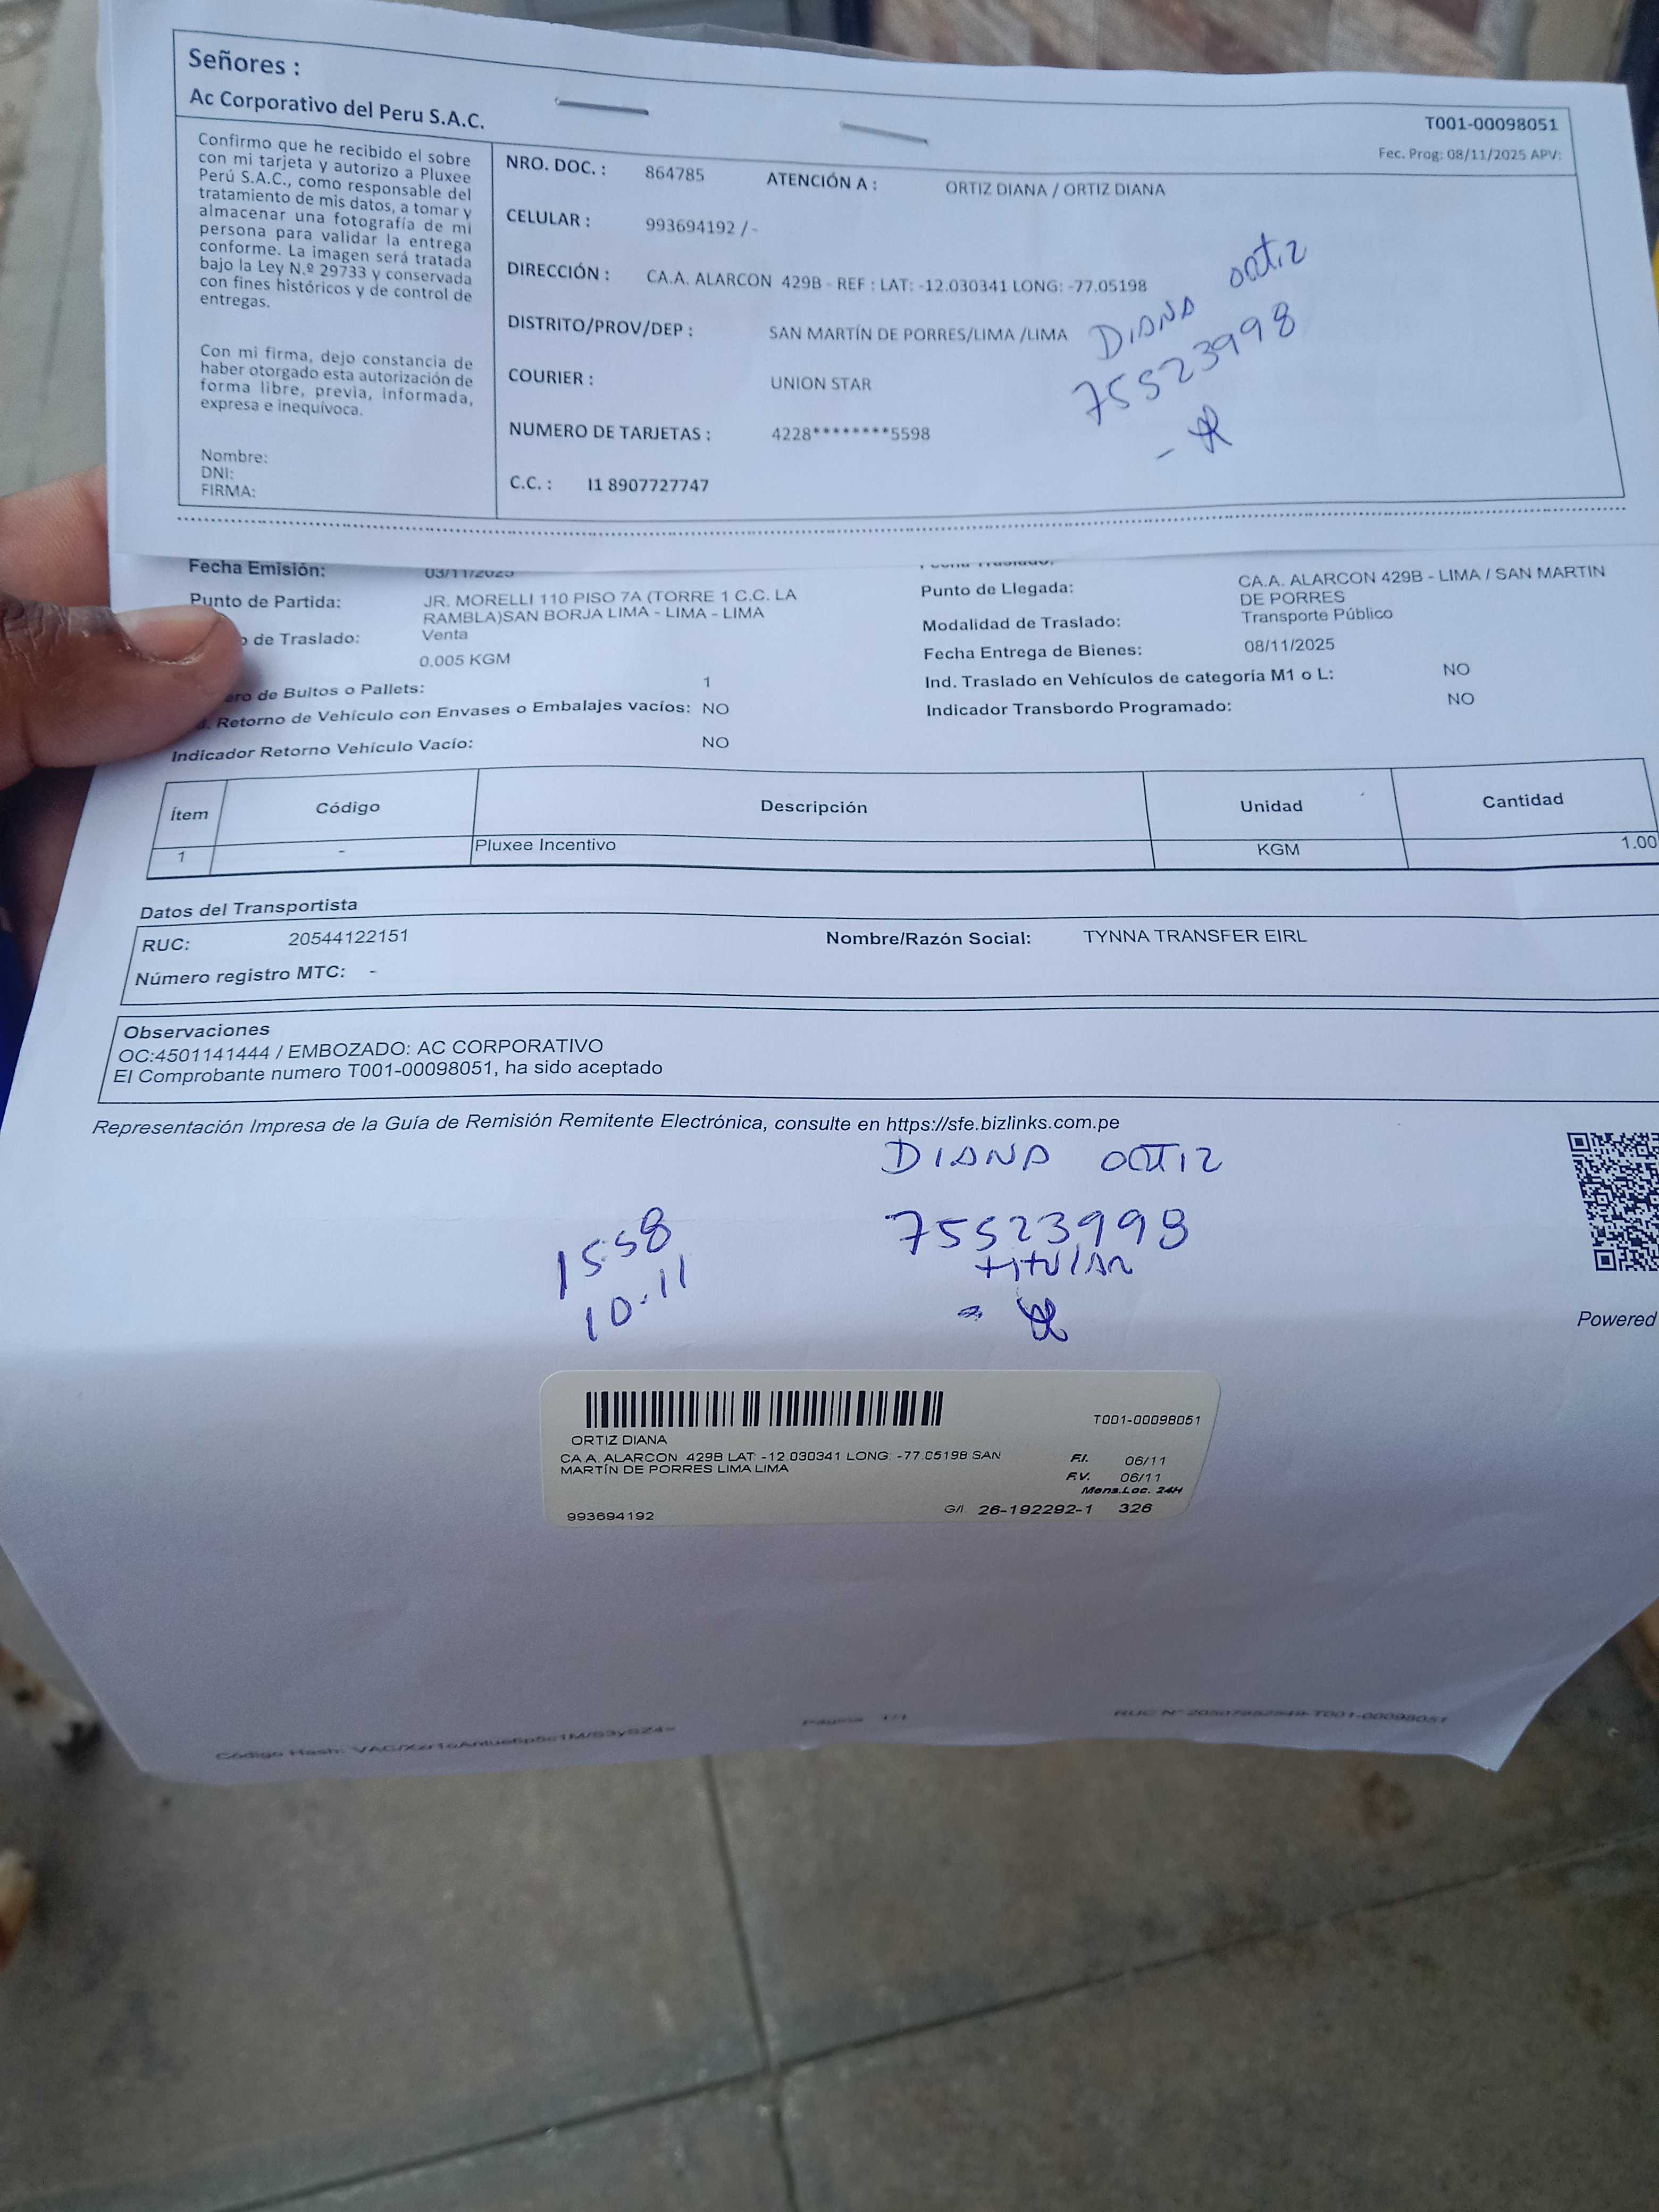 Señores :
Ac Corporativo del Peru S.A.C.
T001-00098051
Fec. Prog: 08/11/2025 APV:
Confirmo que he recibido el sobre
con mi tarjeta y autorizo a Pluxee
Perú S.A.C., como responsable del
tratamiento de mis datos, a tomar y
almacenar una fotografía de mi
persona para validar la entrega
conforme. La imagen será tratada
bajo la Ley N.º 29733 y conservada
con fines históricos y de control de
entregas.
Con mi firma, dejo constancia de
haber otorgado esta autorización de
forma libre, previa, informada,
expresa e inequívoca.
Nombre:
DNI:
FIRMA:
NRO. DOC. : 864785 ATENCIÓN A : ORTIZ DIANA / ORTIZ DIANA
CELULAR : 993694192 / -
DIRECCIÓN : CA.A. ALARCON 429B - REF : LAT: -12.030341 LONG: -77.05198
DISTRITO/PROV/DEP : SAN MARTÍN DE PORRES/LIMA /LIMA
COURIER : UNION STAR
NUMERO DE TARJETAS : 4228********5598
C.C. : I1 8907727747
DIANA ORTIZ
75523998
Fecha Emisión: 03/11/2025
Punto de Partida: JR. MORELLI 110 PISO 7A (TORRE 1 C.C. LA
RAMBLA)SAN BORJA LIMA - LIMA - LIMA
de Traslado: Venta
0.005 KGM
de Bultos o Pallets: 1
Retorno de Vehículo con Envases o Embalajes vacíos: NO
Indicador Retorno Vehículo Vacío: NO
Punto de Llegada: CA.A. ALARCON 429B - LIMA / SAN MARTIN
DE PORRES
Modalidad de Traslado: Transporte Público
Fecha Entrega de Bienes: 08/11/2025
Ind. Traslado en Vehículos de categoría M1 o L: NO
Indicador Transbordo Programado: NO
Ítem Código Descripción Unidad Cantidad
1 - Pluxee Incentivo KGM 1.00
Datos del Transportista
RUC: 20544122151 Nombre/Razón Social: TYNNA TRANSFER EIRL
Número registro MTC: -
Observaciones
OC:4501141444 / EMBOZADO: AC CORPORATIVO
El Comprobante numero T001-00098051, ha sido aceptado
Representación Impresa de la Guía de Remisión Remitente Electrónica, consulte en https://sfe.bizlinks.com.pe
DIANA ORTIZ
75523998
titular
1558
10-11
Powered
T001-00098051
ORTIZ DIANA
CA.A. ALARCON 429B LAT: -12.030341 LONG: -77.05198 SAN
MARTÍN DE PORRES LIMA LIMA
F.I. 06/11
F.V. 06/11
Mens.Loc. 24H
993694192
G/I 26-192292-1 326
Código Hash:
Página 1/1
RUC N° T001-00098051